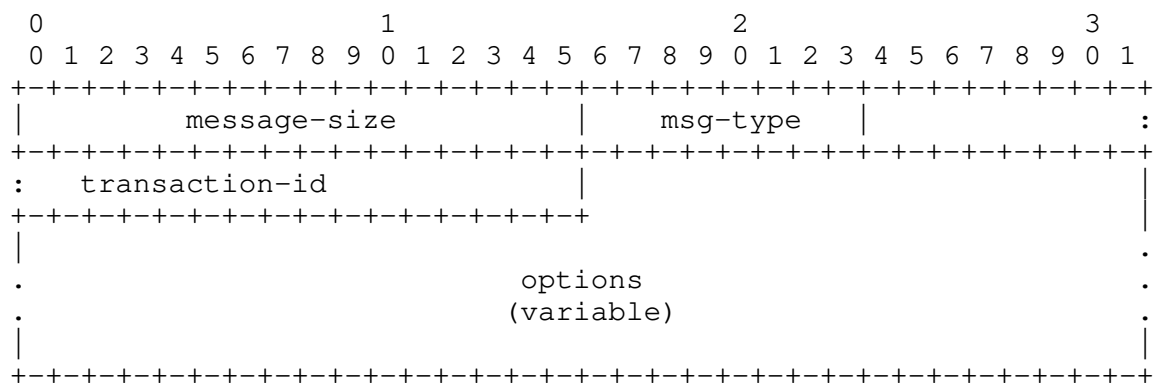 0                   1                   2                   3
 0 1 2 3 4 5 6 7 8 9 0 1 2 3 4 5 6 7 8 9 0 1 2 3 4 5 6 7 8 9 0 1
+-+-+-+-+-+-+-+-+-+-+-+-+-+-+-+-+-+-+-+-+-+-+-+-+-+-+-+-+-+-+-+-+
|         message-size          |    msg-type   |               :
+-+-+-+-+-+-+-+-+-+-+-+-+-+-+-+-+-+-+-+-+-+-+-+-+-+-+-+-+-+-+-+-+
:   transaction-id              |                               |
+-+-+-+-+-+-+-+-+-+-+-+-+-+-+-+-+                               |
|                                                               .
.                            options                            .
.                           (variable)                          .
|                                                               |
+-+-+-+-+-+-+-+-+-+-+-+-+-+-+-+-+-+-+-+-+-+-+-+-+-+-+-+-+-+-+-+-+